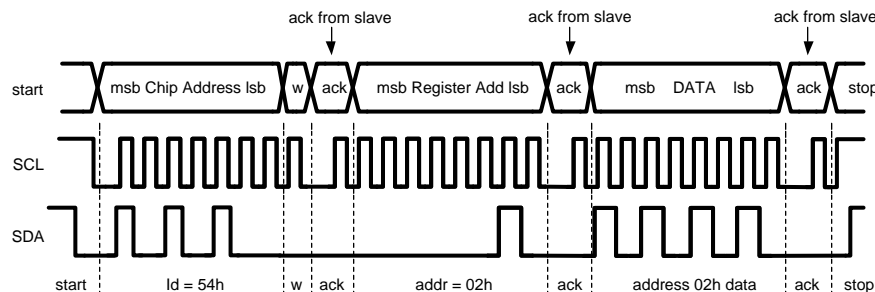 ack from slave ack from slave ack from slave
start msb Chip Address lsb w ack msb Register Add lsb ack msb DATA lsb ack stop
SCL
SDA
start Id = 54h w ack addr = 02h ack address 02h data ack stop